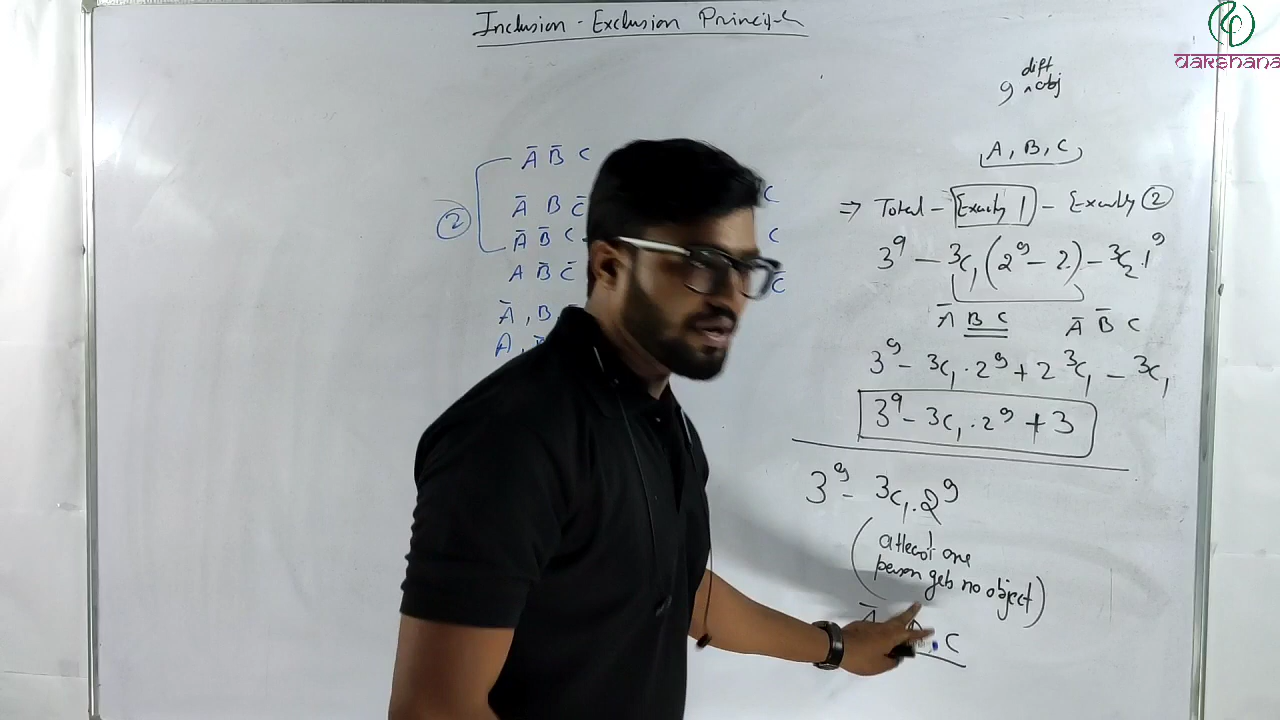 Inclusion - Exclusion Principle
dakshana
9 diff obj
A, B, C
⇒ Total - Exactly 1 - Exactly ②
3⁹ - ³C₁ (2⁹ - 2) - ³C₂ . 1⁹
Ā B C Ā B̄ C
3⁹ - ³C₁ . 2⁹ + 2 ³C₁ - ³C₁
3⁹ - ³C₁ . 2⁹ + 3
3⁹ - ³C₁ . 2⁹
(atleast one
person gets no object)
Ā C
Ā B̄ C
② Ā B C̄ C
Ā B̄ C C
A B̄ C̄ C̄
Ā , B
A ,